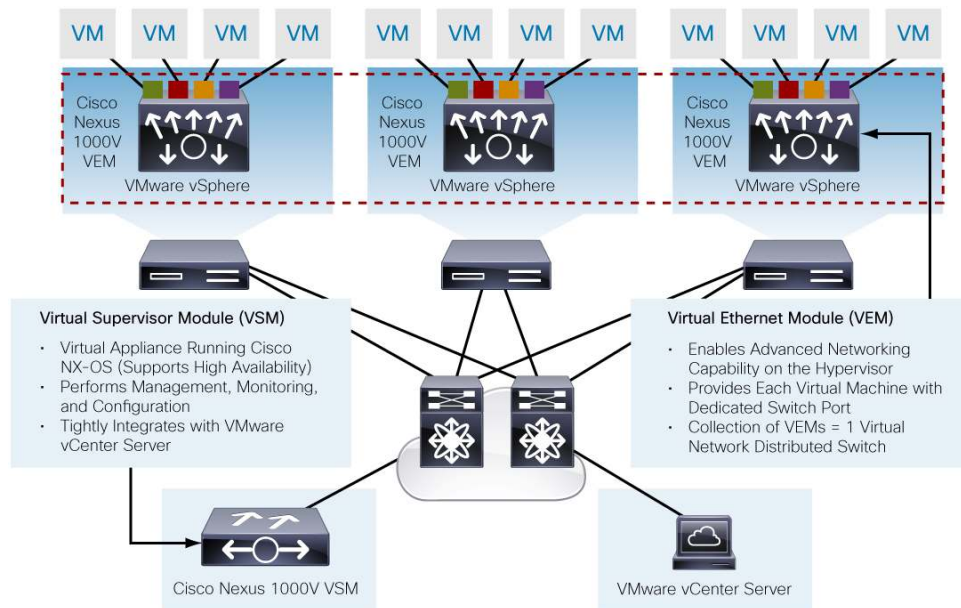 VM VM VM VM VM VM VM VM VM VM VM VM
Cisco
Nexus
1000V
VEM
VMware vSphere
Cisco
Nexus
1000V
VEM
VMware vSphere
Cisco
Nexus
1000V
VEM
VMware vSphere
Virtual Supervisor Module (VSM)
· Virtual Appliance Running Cisco
NX-OS (Supports High Availability)
· Performs Management, Monitoring,
and Configuration
· Tightly Integrates with VMware
vCenter Server
Virtual Ethernet Module (VEM)
· Enables Advanced Networking
Capability on the Hypervisor
· Provides Each Virtual Machine with
Dedicated Switch Port
· Collection of VEMs = 1 Virtual
Network Distributed Switch
Cisco Nexus 1000V VSM
VMware vCenter Server